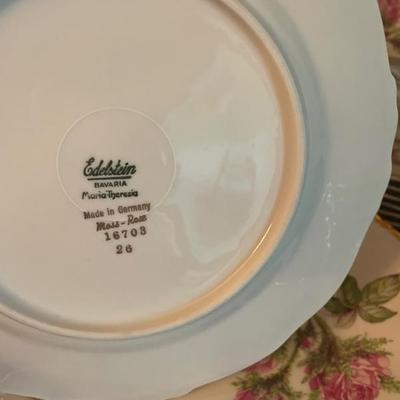 Edelstein
BAVARIA
Maria-Theresia
Made in Germany
Moss-Rose
16703
26